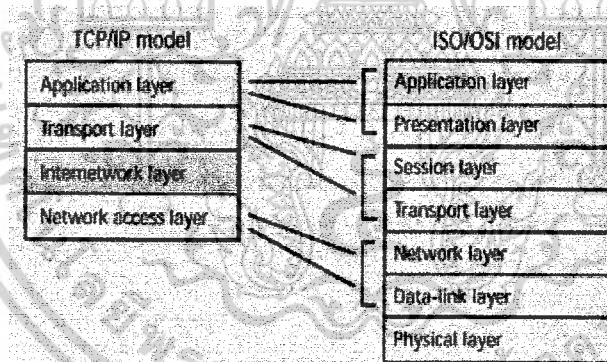 TCP/IP model
Application layer
Transport layer
Internetwork layer
Network access layer
ISO/OSI model
Application layer
Presentation layer
Session layer
Transport layer
Network layer
Data-link layer
Physical layer